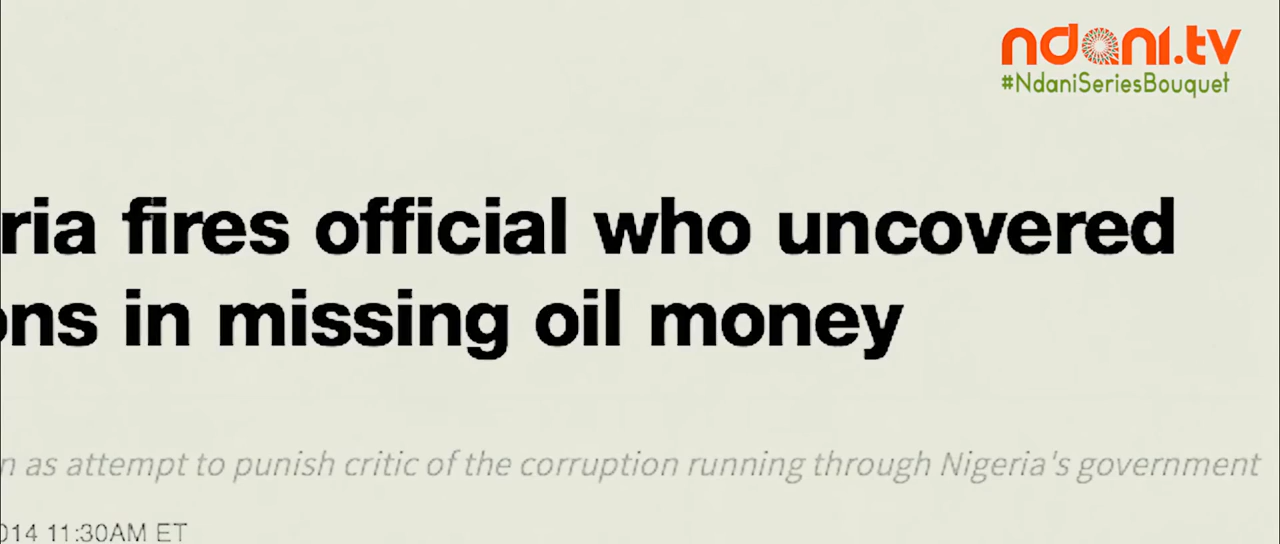 ndani.tv
#NdaniSeriesBouquet
ria fires official who uncovered
ons in missing oil money
n as attempt to punish critic of the corruption running through Nigeria's government
014 11:30AM ET